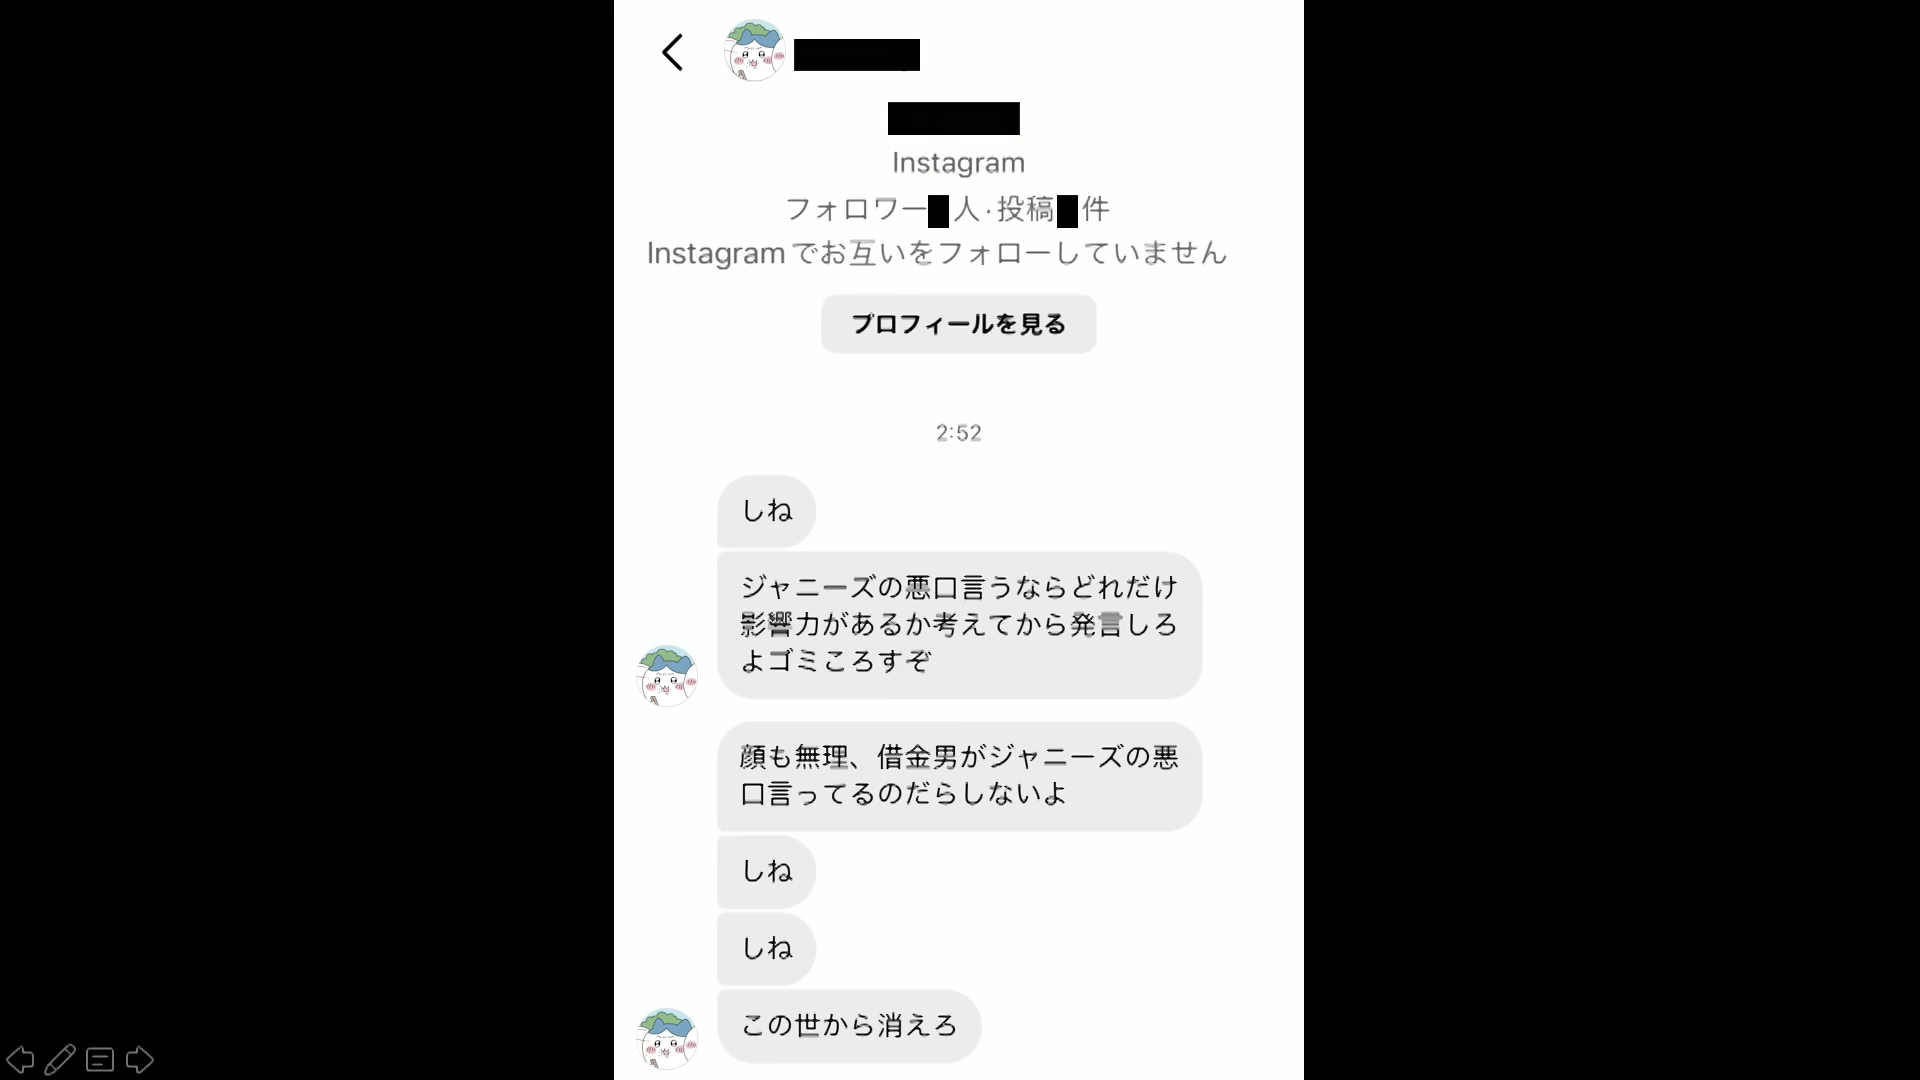 Instagram
フォロワー 人·投稿 件
Instagramでお互いをフォローしていません
プロフィールを見る
2:52
しね
ジャニーズの悪口言うならどれだけ
影響力があるか考えてから発言しろ
よゴミころすぞ
顔も無理、借金男がジャニーズの悪
口言ってるのだらしないよ
しね
しね
この世から消えろ